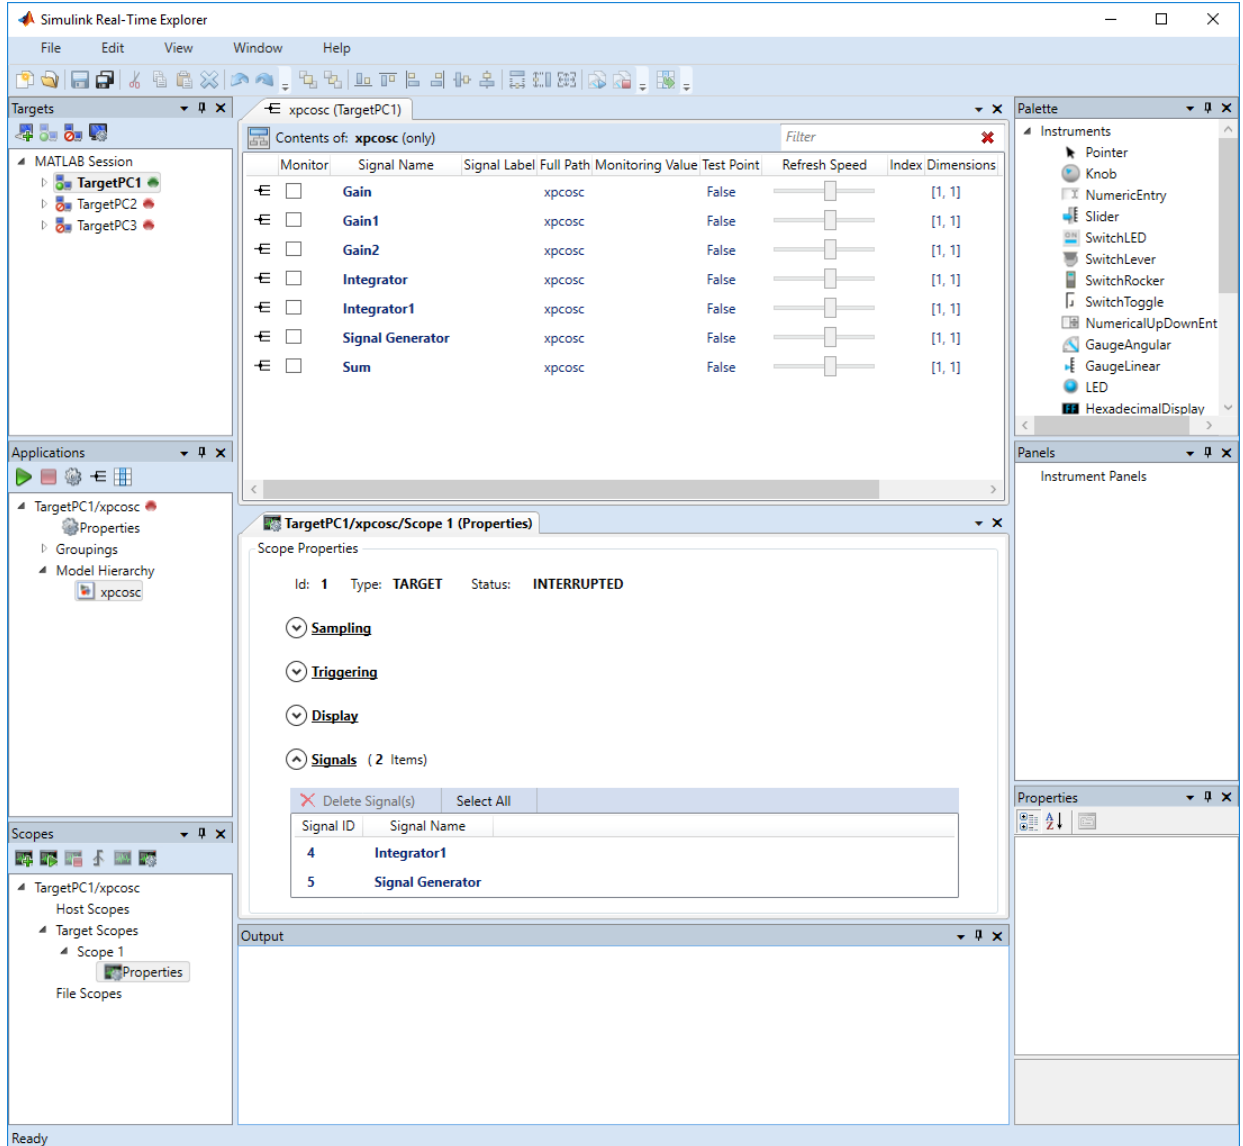 Simulink Real-Time Explorer
File Edit View Window Help
Targets
MATLAB Session
TargetPC1
TargetPC2
TargetPC3
Applications
TargetPC1/xpcosc
Properties
Groupings
Model Hierarchy
xpcosc
Scopes
TargetPC1/xpcosc
Host Scopes
Target Scopes
Scope 1
Properties
File Scopes
xpcosc (TargetPC1)
Contents of: xpcosc (only) Filter
Monitor Signal Name Signal Label Full Path Monitoring Value Test Point Refresh Speed Index Dimensions
Gain xpcosc False [1, 1]
Gain1 xpcosc False [1, 1]
Gain2 xpcosc False [1, 1]
Integrator xpcosc False [1, 1]
Integrator1 xpcosc False [1, 1]
Signal Generator xpcosc False [1, 1]
Sum xpcosc False [1, 1]
TargetPC1/xpcosc/Scope 1 (Properties)
Scope Properties
Id: 1 Type: TARGET Status: INTERRUPTED
Sampling
Triggering
Display
Signals ( 2 Items)
Delete Signal(s) Select All
Signal ID Signal Name
4 Integrator1
5 Signal Generator
Output
Palette
Instruments
Pointer
Knob
NumericEntry
Slider
SwitchLED
SwitchLever
SwitchRocker
SwitchToggle
NumericalUpDownEnt
GaugeAngular
GaugeLinear
LED
HexadecimalDisplay
Panels
Instrument Panels
Properties
Ready